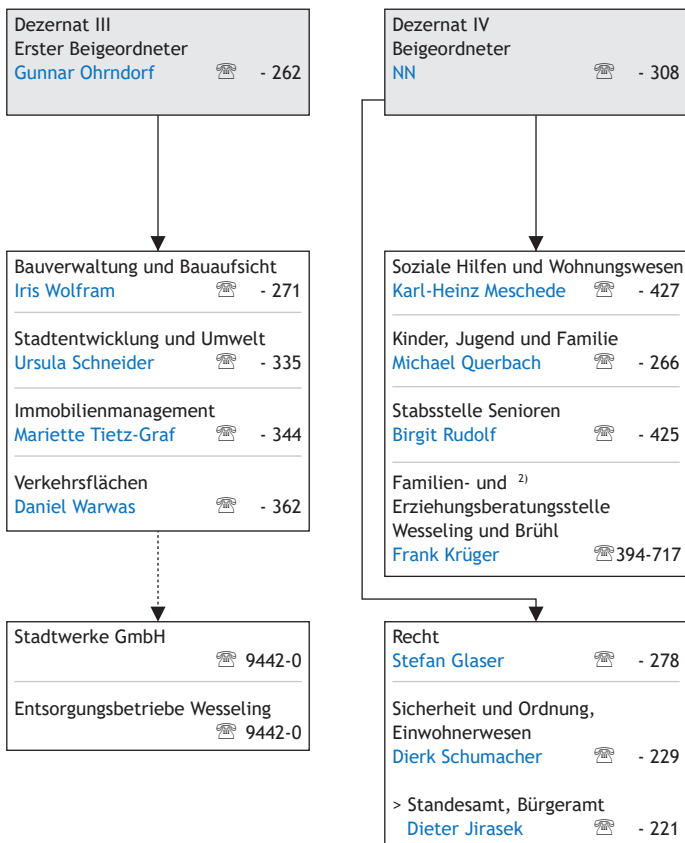 Dezernat III
Erster Beigeordneter
Gunnar Ohrndorf ☏ - 262
Bauverwaltung und Bauaufsicht
Iris Wolfram ☏ - 271
Stadtentwicklung und Umwelt
Ursula Schneider ☏ - 335
Immobilienmanagement
Mariette Tietz-Graf ☏ - 344
Verkehrsflächen
Daniel Warwas ☏ - 362
Stadtwerke GmbH
☏ 9442-0
Entsorgungsbetriebe Wesseling
☏ 9442-0
Dezernat IV
Beigeordneter
NN ☏ - 308
Soziale Hilfen und Wohnungswesen
Karl-Heinz Meschede ☏ - 427
Kinder, Jugend und Familie
Michael Querbach ☏ - 266
Stabsstelle Senioren
Birgit Rudolf ☏ - 425
Familien- und 2)
Erziehungsberatungsstelle
Wesseling und Brühl
Frank Krüger ☏394-717
Recht
Stefan Glaser ☏ - 278
Sicherheit und Ordnung,
Einwohnerwesen
Dierk Schumacher ☏ - 229
> Standesamt, Bürgeramt
Dieter Jirasek ☏ - 221